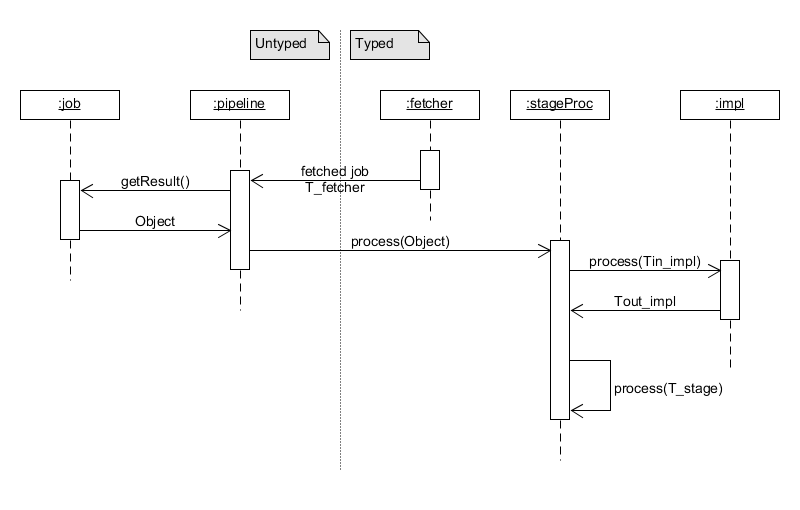 Untyped
Typed
:job
:pipeline
:fetcher
:stageProc
:impl
fetched job
T_fetcher
getResult()
Object
process(Object)
process(Tin_impl)
Tout_impl
process(T_stage)